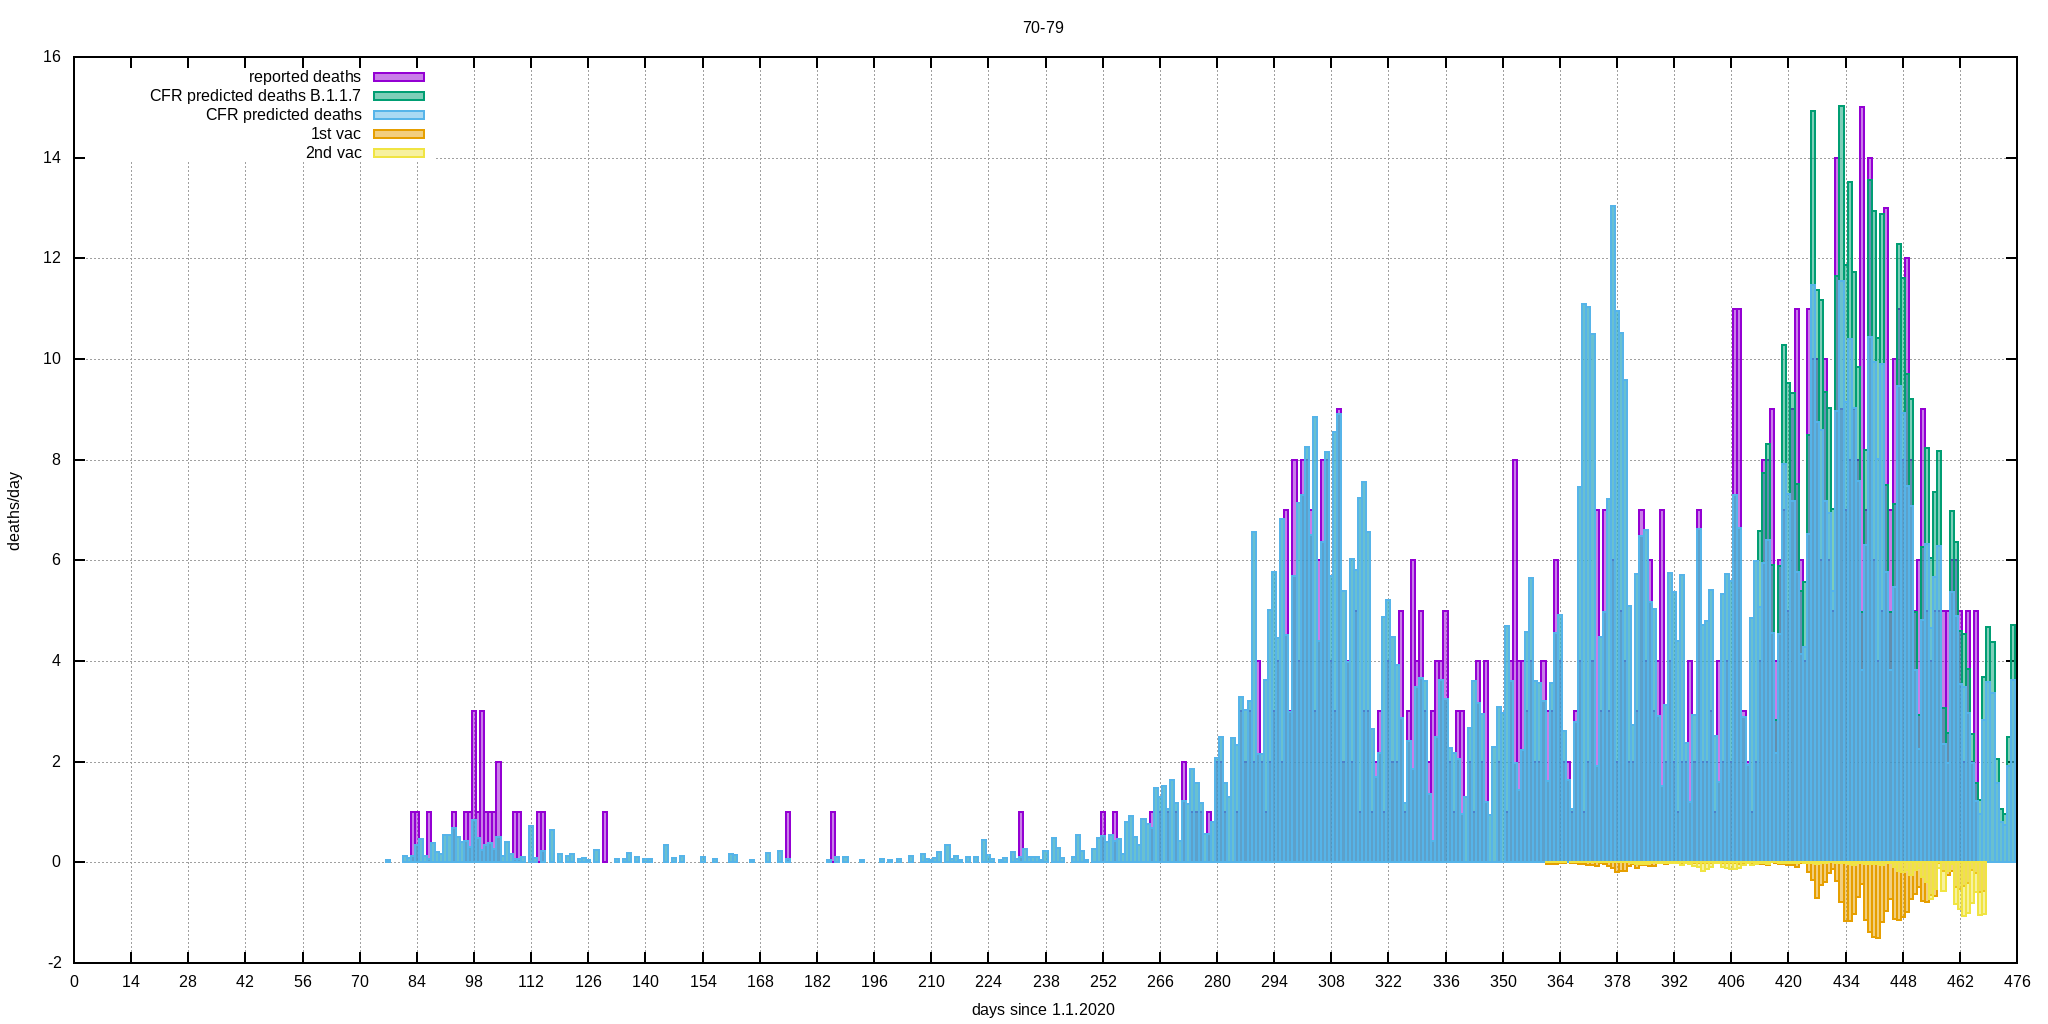 70-79
16
reported deaths
CFR predicted deaths B.1.1.7
CFR predicted deaths
1st vac
2nd vac
14
12
10
8
6
4
2
0
-2
deaths/day
0 14 28 42 56 70 84 98 112 126 140 154 168 182 196 210 224 238 252 266 280 294 308 322 336 350 364 378 392 406 420 434 448 462 476
days since 1.1.2020